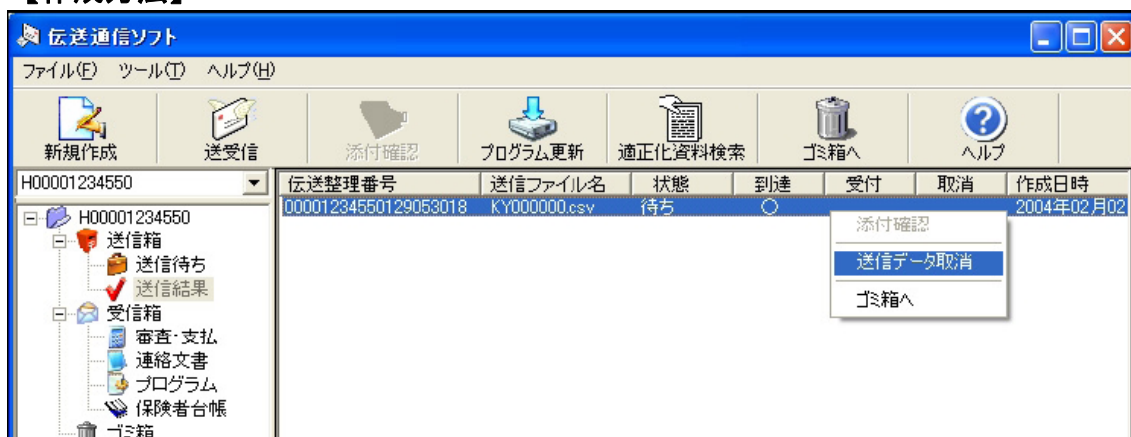 伝送通信ソフト
ファイル(F) ツール(T) ヘルプ(H)
新規作成 送受信 添付確認 プログラム更新 適正化資料検索 ゴミ箱へ ヘルプ
H00001234550
伝送整理番号 送信ファイル名 状態 到達 受付 取消 作成日時
00001234550129053018 KY000000.csv 待ち ○ 2004年02月02
添付確認
送信データ取消
ゴミ箱へ
H00001234550
送信箱
送信待ち
送信結果
受信箱
審査・支払
連絡文書
プログラム
保険者台帳
ゴミ箱